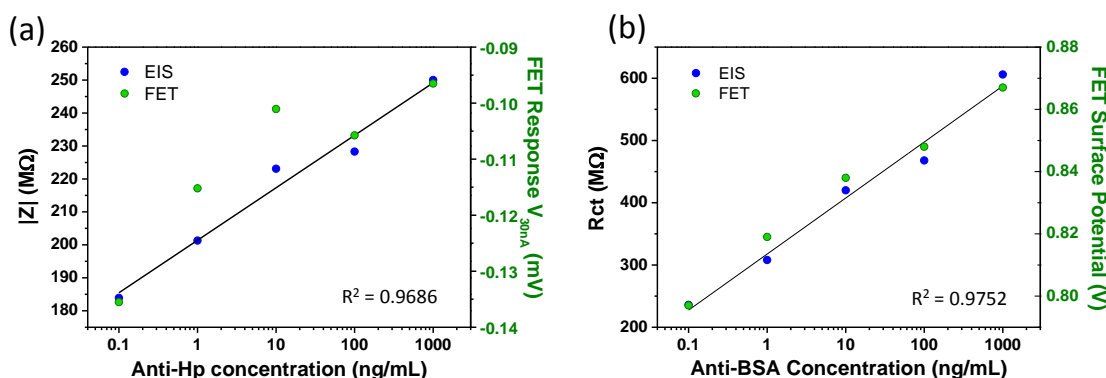 (a)
260
250
240
230
220
210
200
190
180
|Z| (MΩ)
EIS
FET
R² = 0.9686
0.1
1
10
100
1000
Anti-Hp concentration (ng/mL)
-0.09
-0.10
-0.11
-0.12
-0.13
-0.14
FET Response V30nA (mV)
(b)
600
500
400
300
200
Rct (MΩ)
EIS
FET
R² = 0.9752
0.1
1
10
100
1000
Anti-BSA Concentration (ng/mL)
0.88
0.86
0.84
0.82
0.80
FET Surface Potential (V)